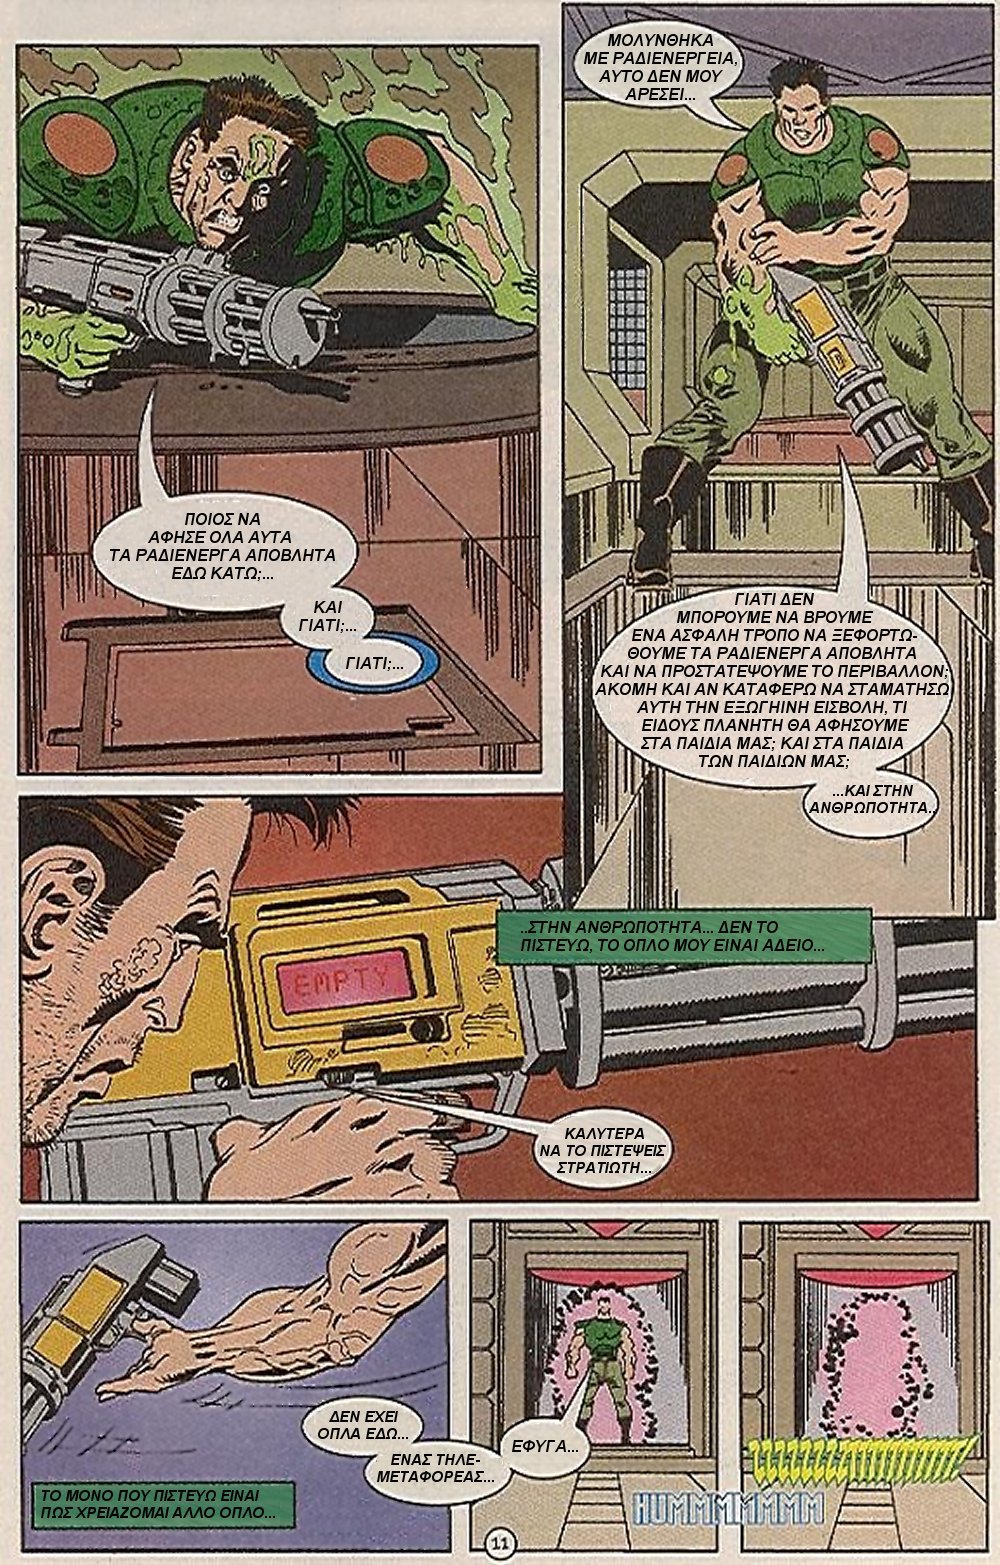 ΠΟΙΟΣ ΝΑ
ΑΦΗΣΕ ΟΛΑ ΑΥΤΑ
ΤΑ ΡΑΔΙΕΝΕΡΓΑ ΑΠΟΒΛΗΤΑ
ΕΔΩ ΚΑΤΩ;...
ΚΑΙ
ΓΙΑΤΙ;...
ΓΙΑΤΙ;...
ΜΟΛΥΝΘΗΚΑ
ΜΕ ΡΑΔΙΕΝΕΡΓΕΙΑ,
ΑΥΤΟ ΔΕΝ ΜΟΥ
ΑΡΕΣΕΙ...
ΓΙΑΤΙ ΔΕΝ
ΜΠΟΡΟΥΜΕ ΝΑ ΒΡΟΥΜΕ
ΕΝΑ ΑΣΦΑΛΗ ΤΡΟΠΟ ΝΑ ΞΕΦΟΡΤΩ-
ΘΟΥΜΕ ΤΑ ΡΑΔΙΕΝΕΡΓΑ ΑΠΟΒΛΗΤΑ
ΚΑΙ ΝΑ ΠΡΟΣΤΑΤΕΨΟΥΜΕ ΤΟ ΠΕΡΙΒΑΛΛΟΝ;
ΑΚΟΜΗ ΚΑΙ ΑΝ ΚΑΤΑΦΕΡΩ ΝΑ ΣΤΑΜΑΤΗΣΩ
ΑΥΤΗ ΤΗΝ ΕΞΩΓΗΙΝΗ ΕΙΣΒΟΛΗ, ΤΙ
ΕΙΔΟΥΣ ΠΛΑΝΗΤΗ ΘΑ ΑΦΗΣΟΥΜΕ
ΣΤΑ ΠΑΙΔΙΑ ΜΑΣ; ΚΑΙ ΣΤΑ ΠΑΙΔΙΑ
ΤΩΝ ΠΑΙΔΙΩΝ ΜΑΣ;
...ΚΑΙ ΣΤΗΝ
ΑΝΘΡΩΠΟΤΗΤΑ..
..ΣΤΗΝ ΑΝΘΡΩΠΟΤΗΤΑ... ΔΕΝ ΤΟ
ΠΙΣΤΕΥΩ, ΤΟ ΟΠΛΟ ΜΟΥ ΕΙΝΑΙ ΑΔΕΙΟ...
EMPTY
ΚΑΛΥΤΕΡΑ
ΝΑ ΤΟ ΠΙΣΤΕΨΕΙΣ
ΣΤΡΑΤΙΩΤΗ...
ΔΕΝ ΕΧΕΙ
ΟΠΛΑ ΕΔΩ...
ΕΝΑΣ ΤΗΛΕ-
ΜΕΤΑΦΟΡΕΑΣ...
ΤΟ ΜΟΝΟ ΠΟΥ ΠΙΣΤΕΥΩ ΕΙΝΑΙ
ΠΩΣ ΧΡΕΙΑΖΟΜΑΙ ΑΛΛΟ ΟΠΛΟ...
ΕΦΥΓΑ...
HUMMMMMMM
11